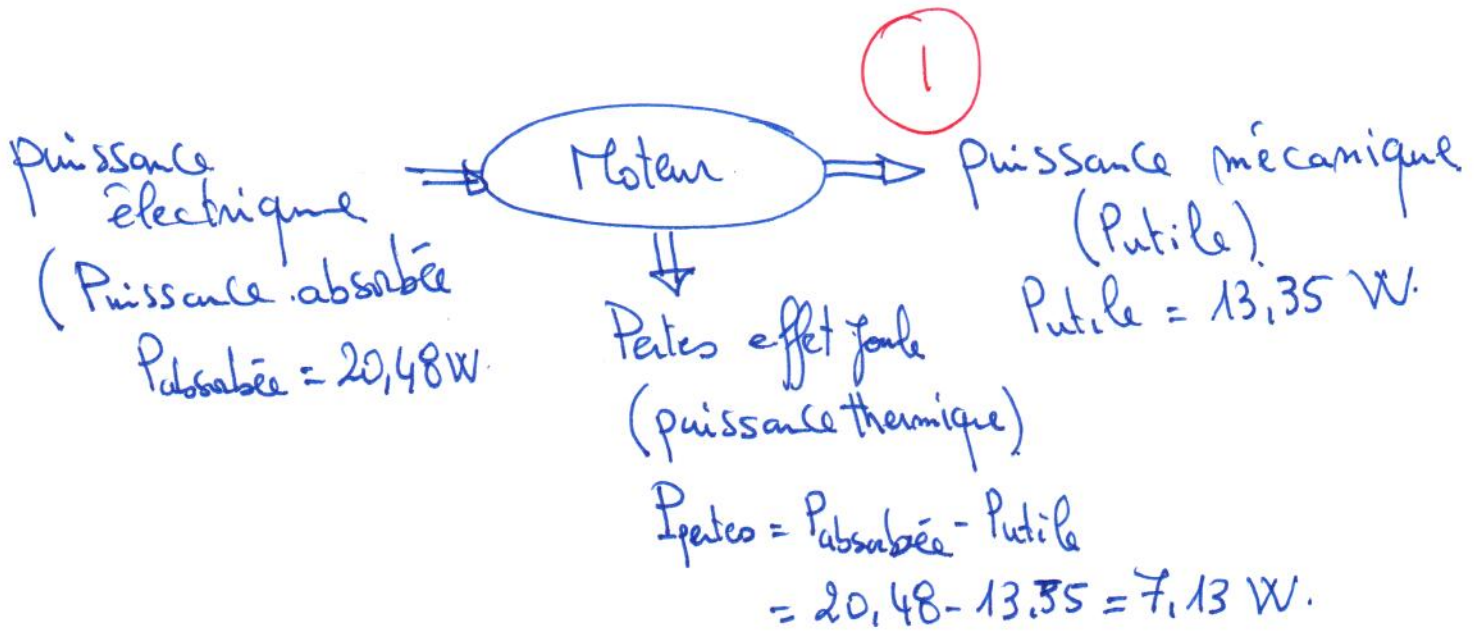 1
puissance
électrique
(Puissance absorbée
Pabsorbée = 20,48 W.
Moteur
puissance mécanique
(Putile)
Putile = 13,35 W.
Pertes effet Joule
(puissance thermique)
Ppertes = Pabsorbée - Putile
= 20,48 - 13,35 = 7,13 W.